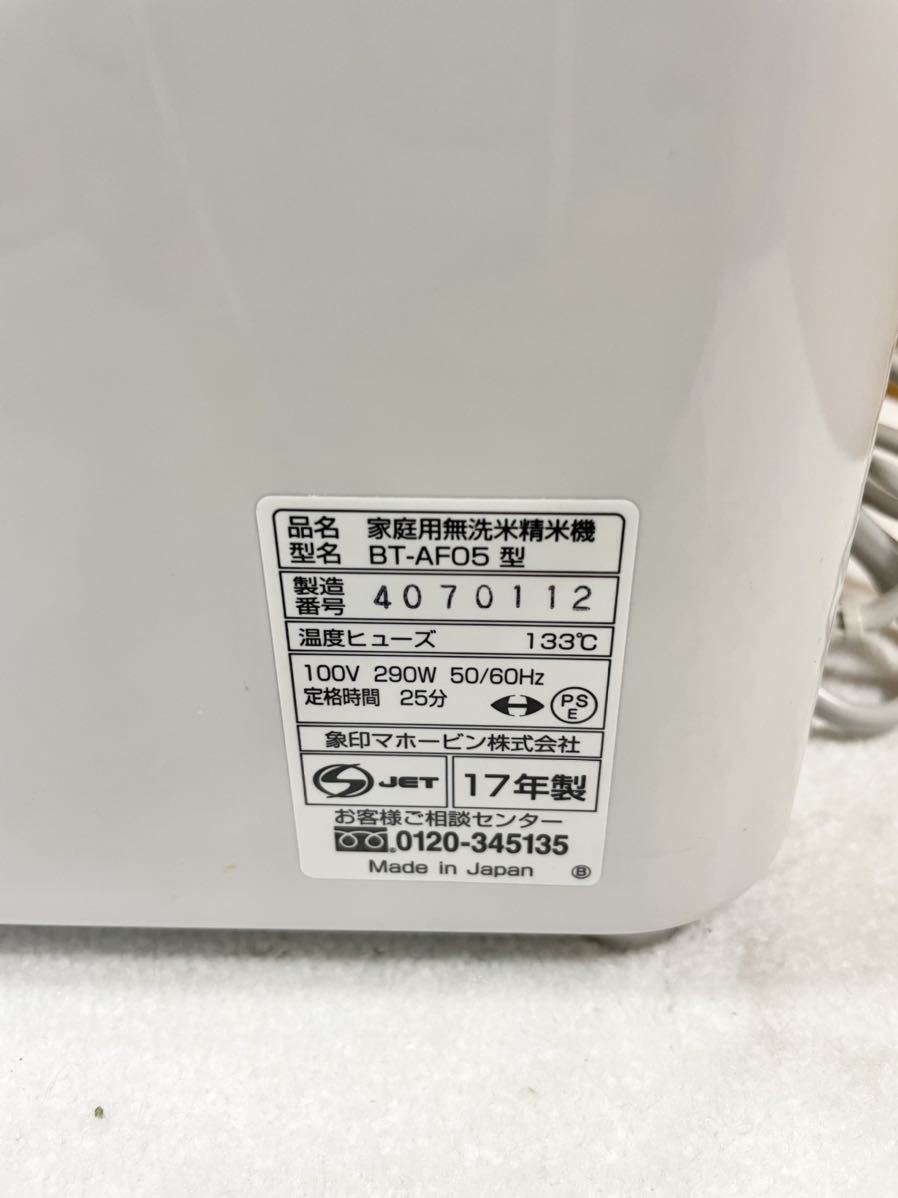 品名 家庭用無洗米精米機
型名 BT-AF05 型
製造番号 4070112
温度ヒューズ 133℃
100V 290W 50/60Hz
定格時間 25分
PS E
象印マホービン株式会社
S JET 17年製
お客様ご相談センター
0120-345135
Made in Japan Ⓑ